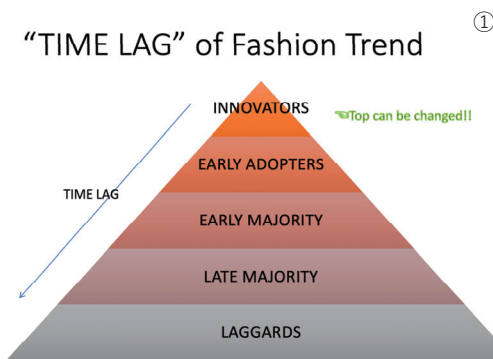 ①
“TIME LAG” of Fashion Trend
INNOVATORS
☜Top can be changed!!
EARLY ADOPTERS
TIME LAG
EARLY MAJORITY
LATE MAJORITY
LAGGARDS